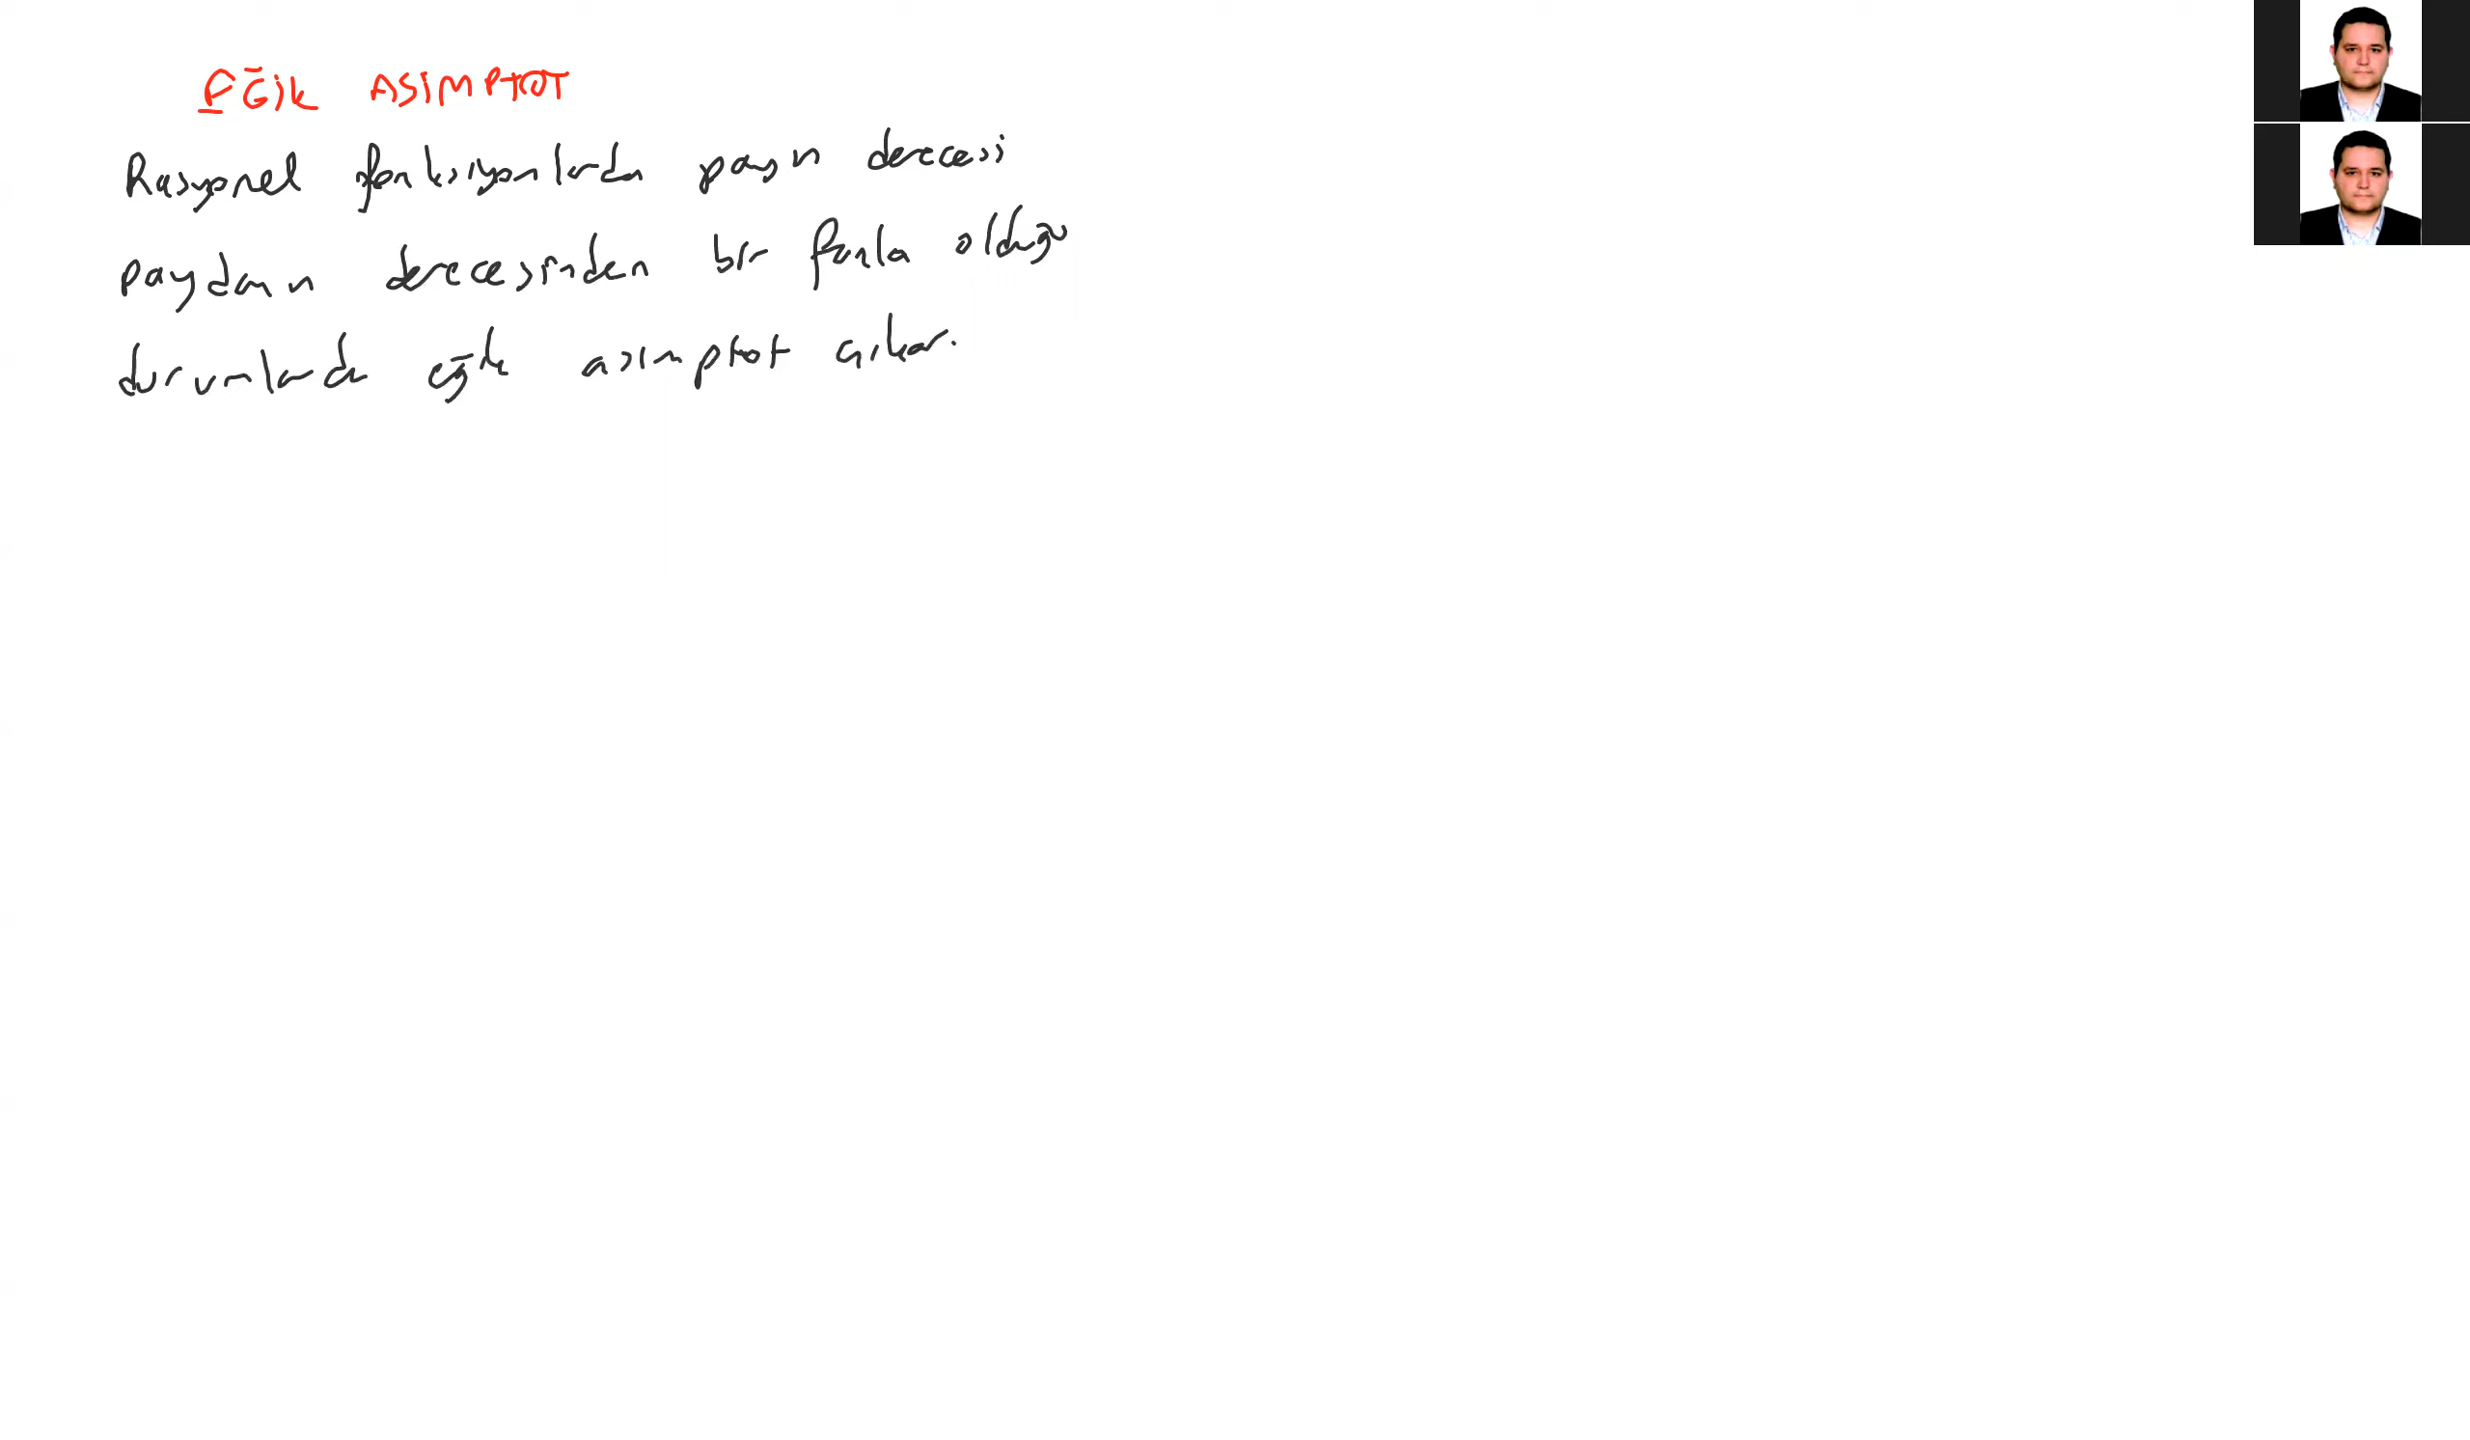 EĞİK ASİMPTOT
Rasyonel fonksiyonlarda payın derecesi
paydanın derecesinden bir fazla olduğu
durumlarda eğik asimptot çıkar.